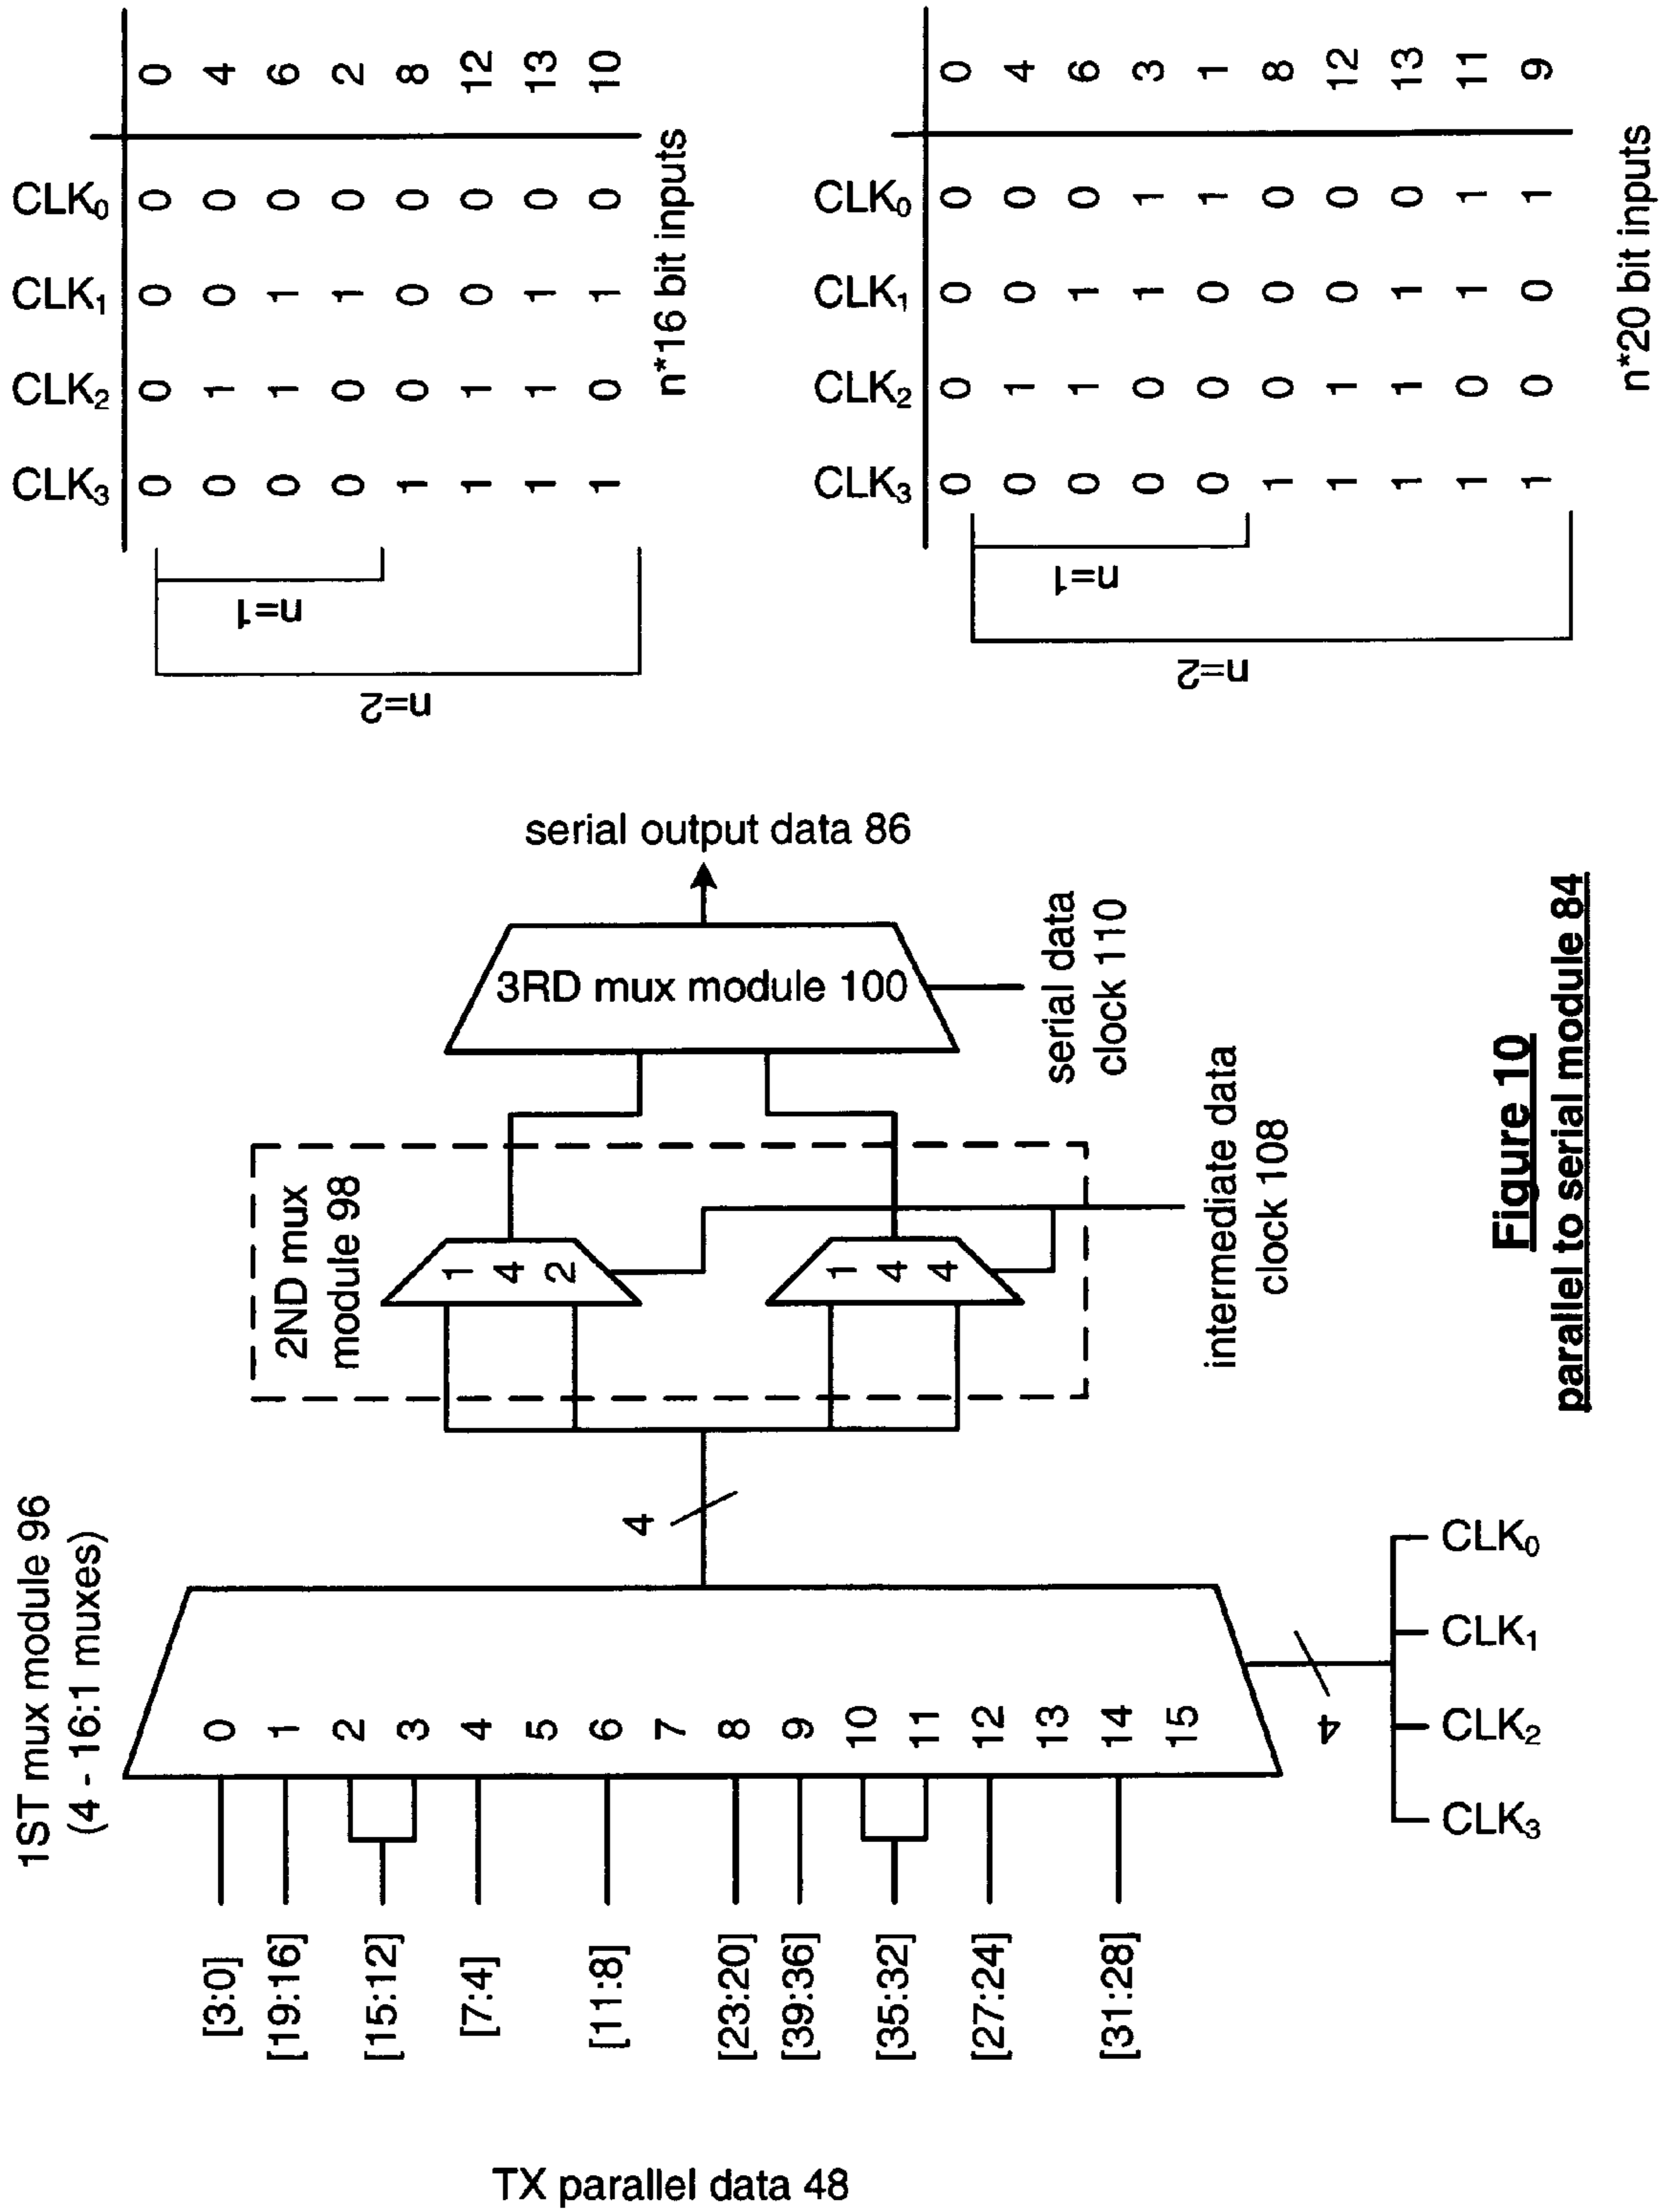 1ST mux module 96
(4 - 16:1 muxes)
TX parallel data 48
[3:0]
[19:16]
[15:12]
[7:4]
[11:8]
[23:20]
[39:36]
[35:32]
[27:24]
[31:28]
0
1
2
3
4
5
6
7
8
9
10
11
12
13
14
15
4
4
CLK3
CLK2
CLK1
CLK0
2ND mux
module 98
142
144
intermediate data
clock 108
3RD mux module 100
serial data
clock 110
serial output data 86
CLK3 CLK2 CLK1 CLK0
0 0 0 0 0
0 1 0 0 4
0 1 1 0 6
0 0 1 0 2
1 0 0 0 8
1 1 0 0 12
1 1 1 0 13
1 0 1 0 10
n=1
n=2
n*16 bit inputs
CLK3 CLK2 CLK1 CLK0
0 0 0 0 0
0 1 0 0 4
0 1 1 0 6
0 0 1 1 3
0 0 0 1 1
1 0 0 0 8
1 1 0 0 12
1 1 1 0 13
1 0 1 1 11
1 0 0 1 9
n=1
n=2
n*20 bit inputs
Figure 10
parallel to serial module 84